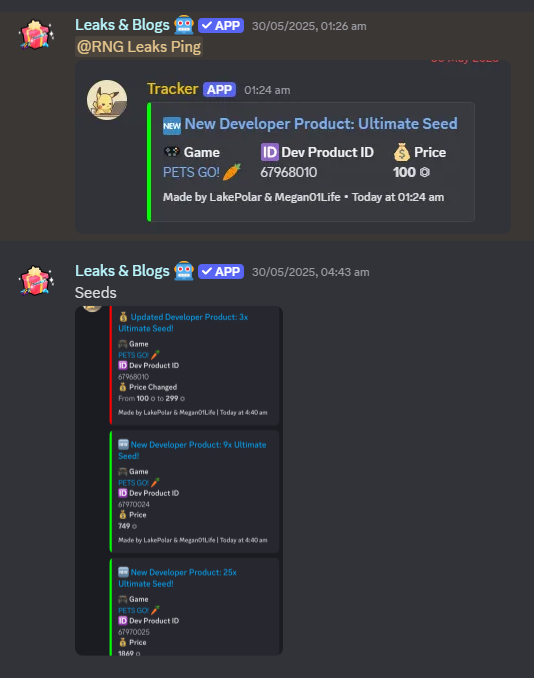 Leaks & Blogs APP 30/05/2025, 01:26 am
@RNG Leaks Ping
Tracker APP 01:24 am
NEW New Developer Product: Ultimate Seed
Game ID Dev Product ID Price
PETS GO! 67968010 100
Made by LakePolar & Megan01Life • Today at 01:24 am
Leaks & Blogs APP 30/05/2025, 04:43 am
Seeds
Updated Developer Product: 3x
Ultimate Seed!
Game
PETS GO!
ID Dev Product ID
67968010
Price Changed
From 100 to 299
Made by LakePolar & Megan01Life | Today at 4:40 am
NEW New Developer Product: 9x Ultimate
Seed!
Game
PETS GO!
ID Dev Product ID
67970024
Price
749
Made by LakePolar & Megan01Life | Today at 4:40 am
NEW New Developer Product: 25x
Ultimate Seed!
Game
PETS GO!
ID Dev Product ID
67970025
Price
1869